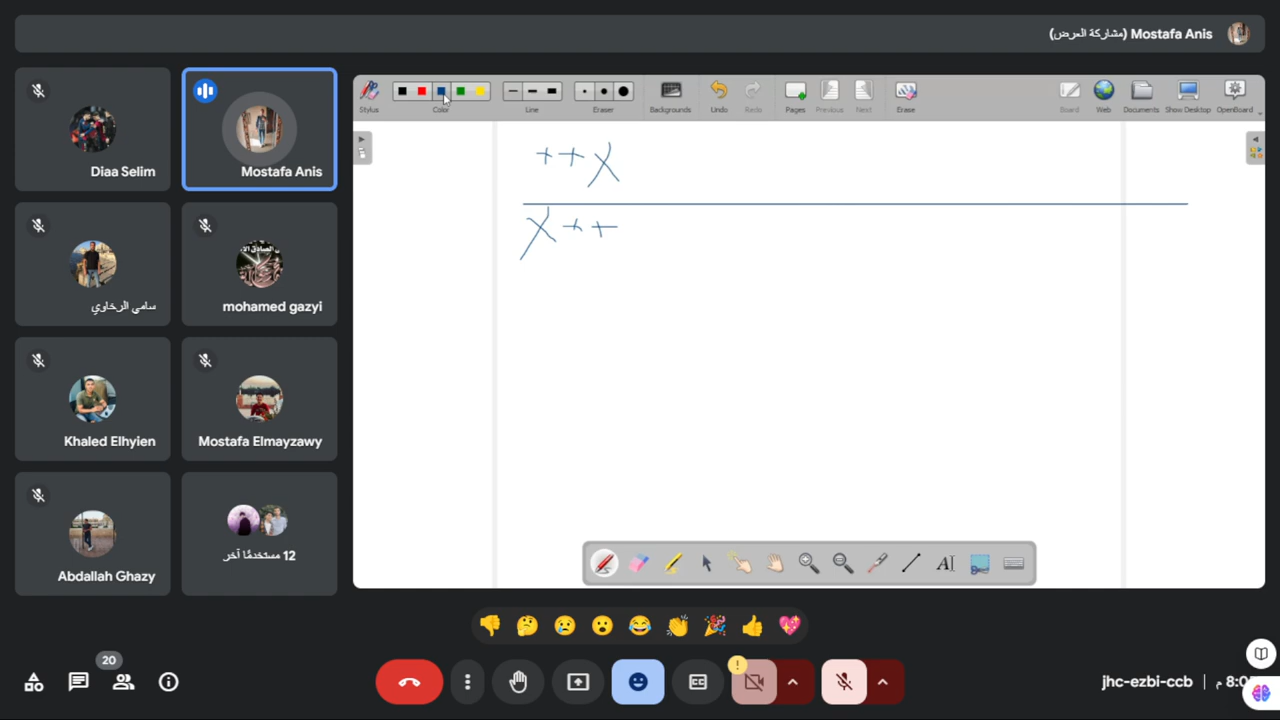 Mostafa Anis (مشاركة العرض)
Diaa Selim
Mostafa Anis
سامي الرخاوي
mohamed gazyi
Khaled Elhyien
Mostafa Elmayzawy
Abdallah Ghazy
12 مستخدمًا آخر
Stylus
Color
Line
Eraser
Backgrounds
Undo
Redo
Pages
Previous
Next
Erase
Board
Web
Documents
Show Desktop
OpenBoard
++X
X++
AI
20
jhc-ezbi-ccb